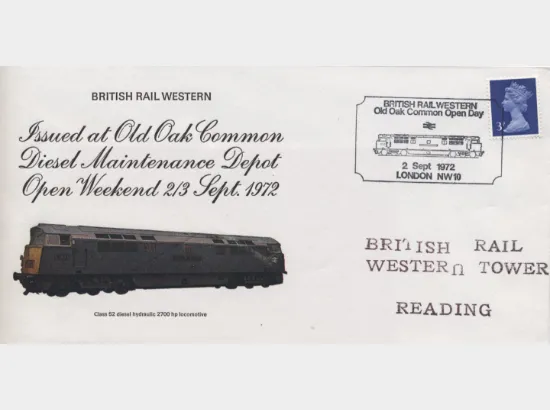 BRITISH RAIL WESTERN
Issued at Old Oak Common
Diesel Maintenance Depot
Open Weekend 2/3 Sept. 1972
Class 52 diesel hydraulic 2700 hp locomotive
BRITISH RAIL WESTERN
Old Oak Common Open Day
2 Sept 1972
LONDON NW10
3
BRITISH RAIL
WESTERN TOWER
READING